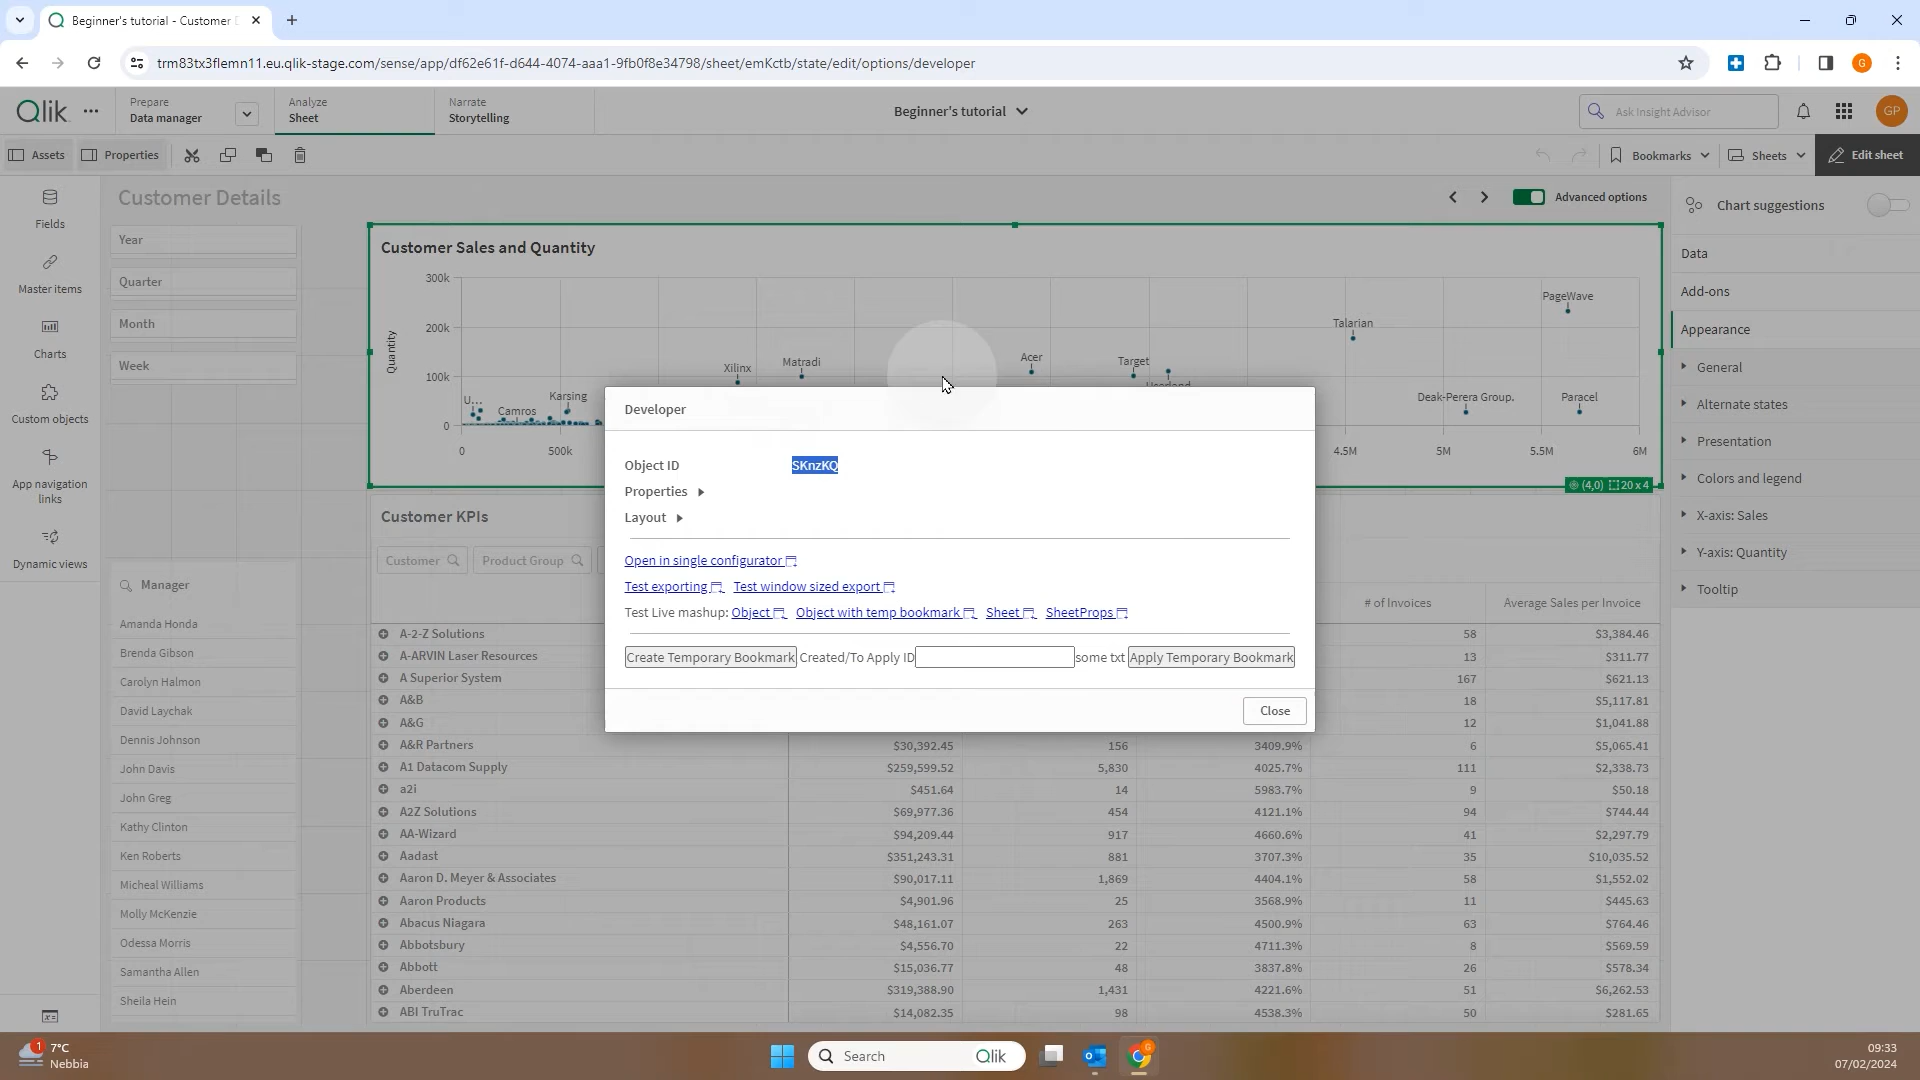 Beginner's tutorial - Customer D
trm83tx3flemn11.eu.qlik-stage.com/sense/app/df62e61f-d644-4074-aaa1-9fb0f8e34798/sheet/emKctb/state/edit/options/developer
G
Qlik
Prepare
Data manager
Analyze
Sheet
Narrate
Storytelling
Beginner's tutorial
Ask Insight Advisor
GP
Assets
Properties
Bookmarks
Sheets
Edit sheet
Fields
Master items
Charts
Custom objects
App navigation
links
Dynamic views
Customer Details
Advanced options
Year
Quarter
Month
Week
Manager
Amanda Honda
Brenda Gibson
Carolyn Halmon
David Laychak
Dennis Johnson
John Davis
John Greg
Kathy Clinton
Ken Roberts
Micheal Williams
Molly McKenzie
Odessa Morris
Samantha Allen
Sheila Hein
Customer Sales and Quantity
Quantity
300k
200k
100k
0
PageWave
Talarian
Xilinx
Matradi
Acer
Target
Userland
U...
Camros
Karsing
Deak-Perera Group.
Paracel
0
500k
4.5M
5M
5.5M
6M
(4,0) 20 x 4
Developer
Object ID SKnzKQ
Properties
Layout
Open in single configurator
Test exporting Test window sized export
Test Live mashup: Object Object with temp bookmark Sheet SheetProps
Create Temporary Bookmark Created/To Apply ID some txt Apply Temporary Bookmark
Close
Customer KPIs
Customer
Product Group
# of Invoices
Average Sales per Invoice
A-2-Z Solutions 58 $3,384.46
A-ARVIN Laser Resources 13 $311.77
A Superior System 167 $621.13
A&B 18 $5,117.81
A&G 12 $1,041.88
A&R Partners $30,392.45 156 3409.9% 6 $5,065.41
A1 Datacom Supply $259,599.52 5,830 4025.7% 111 $2,338.73
a2i $451.64 14 5983.7% 9 $50.18
A2Z Solutions $69,977.36 454 4121.1% 94 $744.44
AA-Wizard $94,209.44 917 4660.6% 41 $2,297.79
Aadast $351,243.31 881 3707.3% 35 $10,035.52
Aaron D. Meyer & Associates $90,017.11 1,869 4404.1% 58 $1,552.02
Aaron Products $4,901.96 25 3568.9% 11 $445.63
Abacus Niagara $48,161.07 263 4500.9% 63 $764.46
Abbotsbury $4,556.70 22 4711.3% 8 $569.59
Abbott $15,036.77 48 3837.8% 26 $578.34
Aberdeen $319,388.90 1,431 4221.6% 51 $6,262.53
ABI TruTrac $14,082.35 98 4538.3% 50 $281.65
Chart suggestions
Data
Add-ons
Appearance
General
Alternate states
Presentation
Colors and legend
X-axis: Sales
Y-axis: Quantity
Tooltip
1
7°C
Nebbia
Search
Qlik
G
09:33
07/02/2024